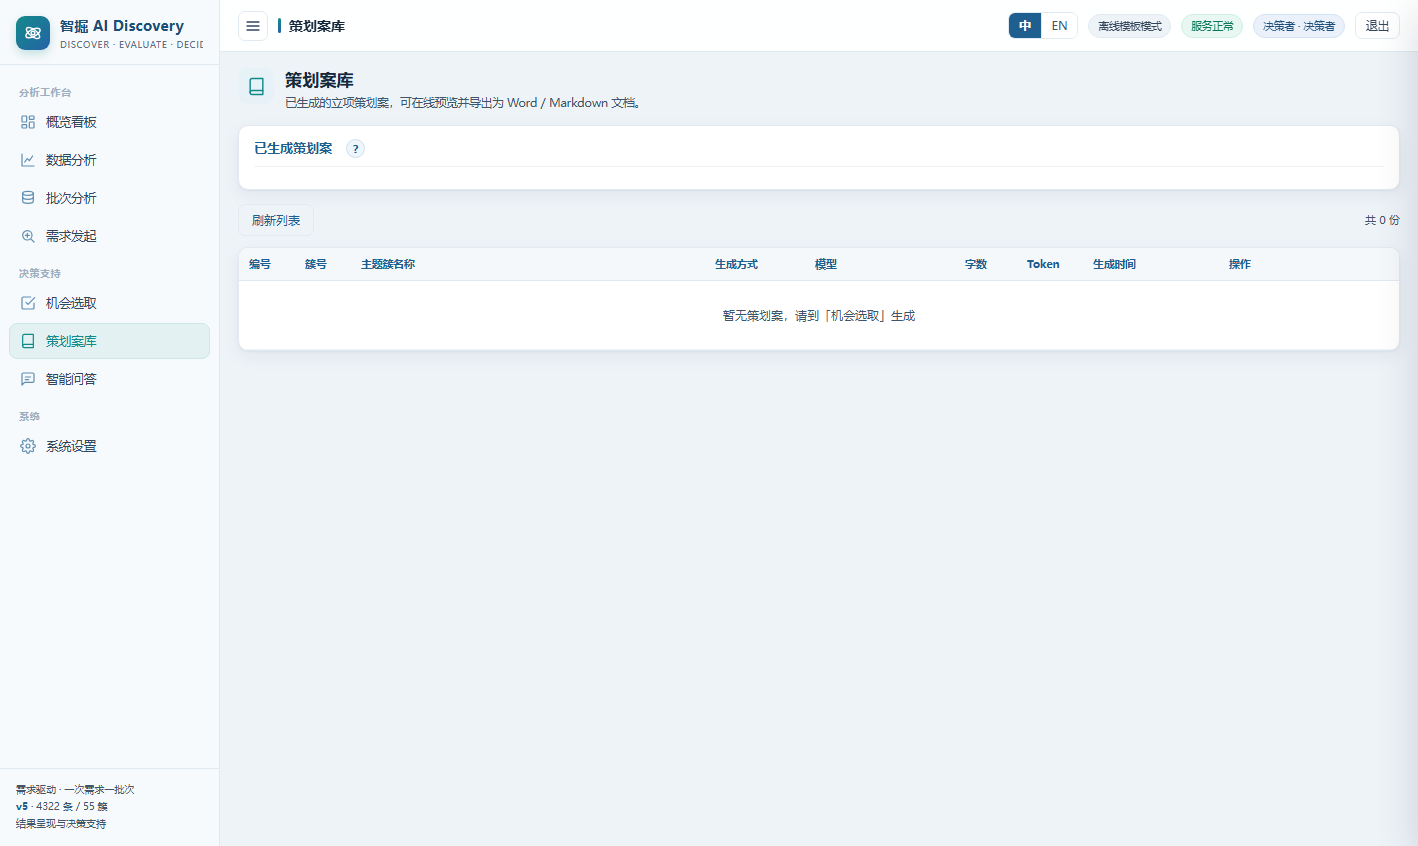 智掘 AI Discovery
DISCOVER · EVALUATE · DECID
分析工作台
概览看板
数据分析
批次分析
需求发起
决策支持
机会选取
策划案库
智能问答
系统
系统设置
需求驱动 · 一次需求一批次
v5 · 4322 条 / 55 簇
结果呈现与决策支持
策划案库
中 EN 离线模板模式 服务正常 决策者 · 决策者 退出
策划案库
已生成的立项策划案，可在线预览并导出为 Word / Markdown 文档。
已生成策划案 ?
刷新列表 共 0 份
编号 簇号 主题簇名称 生成方式 模型 字数 Token 生成时间 操作
暂无策划案，请到「机会选取」生成